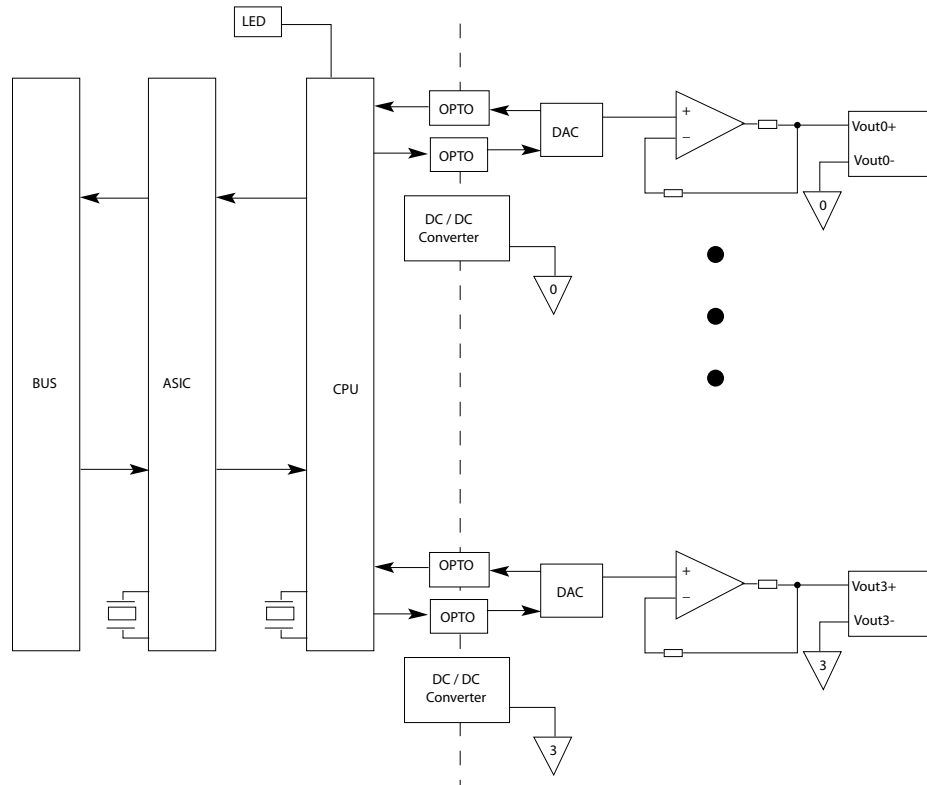 LED
OPTO
DAC
+
−
Vout0+
OPTO
Vout0-
0
DC / DC
Converter
0
BUS
ASIC
CPU
OPTO
DAC
+
−
Vout3+
OPTO
Vout3-
3
DC / DC
Converter
3